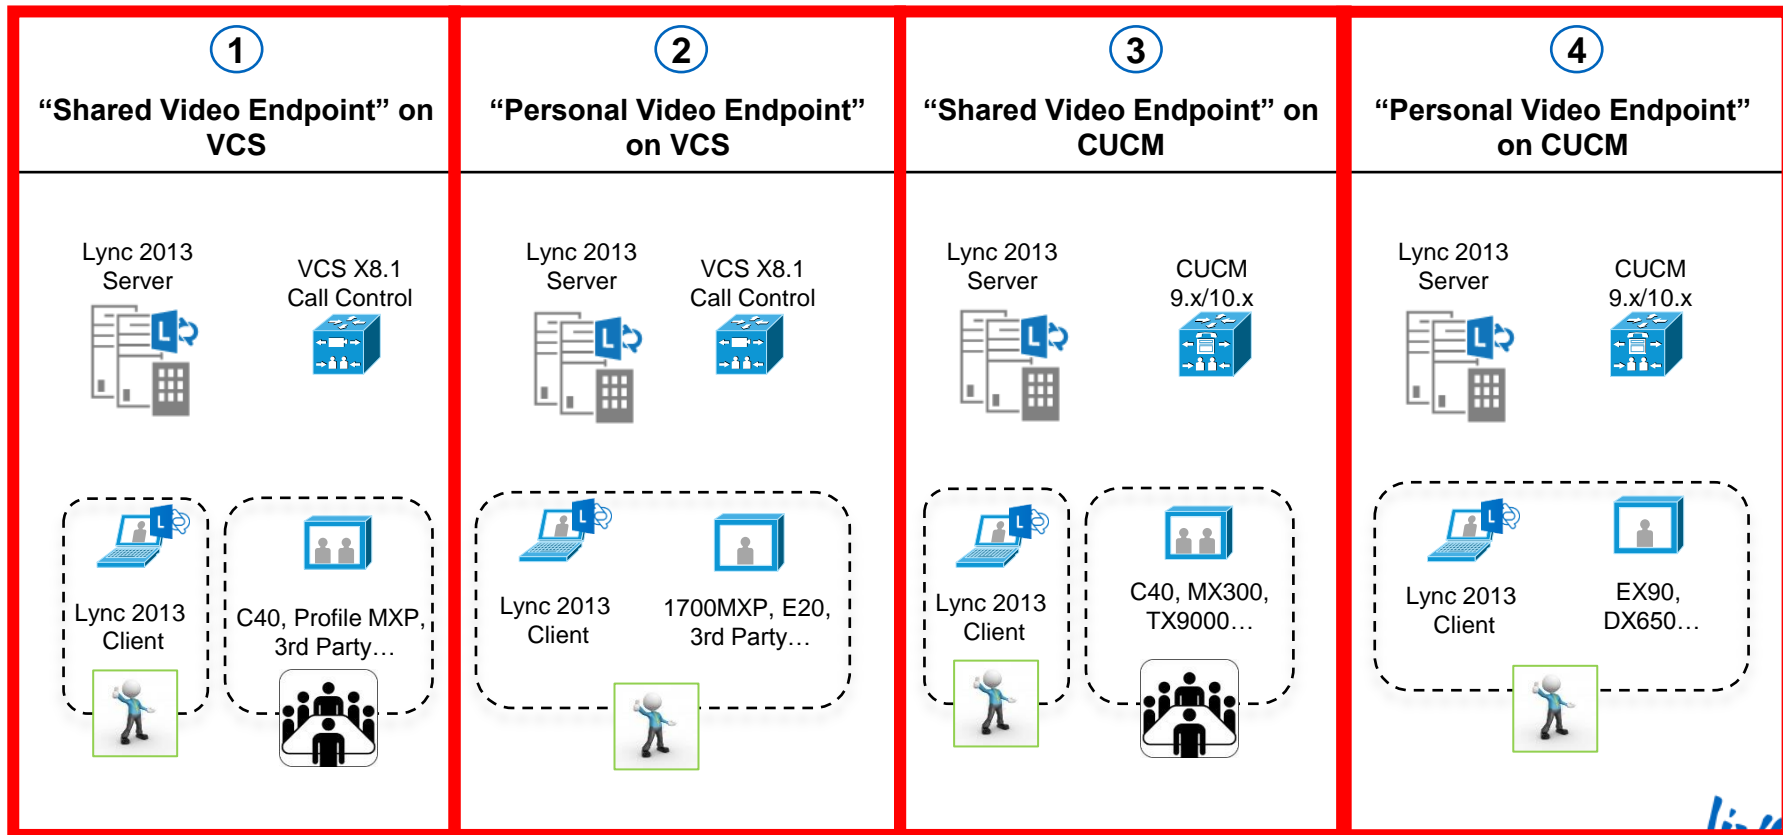 1
“Shared Video Endpoint” on
VCS
Lync 2013
Server
VCS X8.1
Call Control
L
L
Lync 2013
Client
C40, Profile MXP,
3rd Party…
2
“Personal Video Endpoint”
on VCS
Lync 2013
Server
VCS X8.1
Call Control
L
L
Lync 2013
Client
1700MXP, E20,
3rd Party…
3
“Shared Video Endpoint” on
CUCM
Lync 2013
Server
CUCM
9.x/10.x
L
L
Lync 2013
Client
C40, MX300,
TX9000…
4
“Personal Video Endpoint”
on CUCM
Lync 2013
Server
CUCM
9.x/10.x
L
L
Lync 2013
Client
EX90,
DX650…